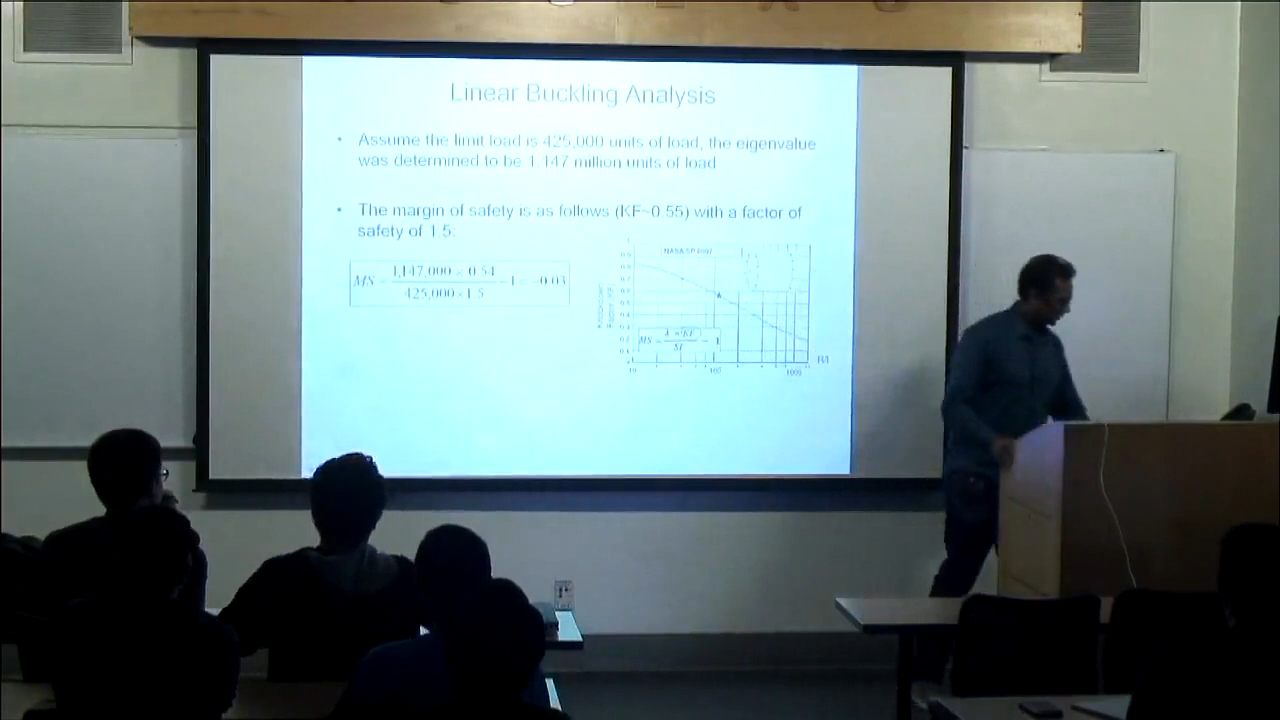 Linear Buckling Analysis
• Assume the limit load is 425,000 units of load, the eigenvalue
was determined to be 1.147 million units of load
• The margin of safety is as follows (KF~0.55) with a factor of
safety of 1.5:
MS = 1,147,000 × 0.54 / 425,000 × 1.5 − 1 = −0.03
NASA SP 8007
Knockdown
Factor, KF
MS = λ × (KF) / SF − 1
10 100 1000
R/t